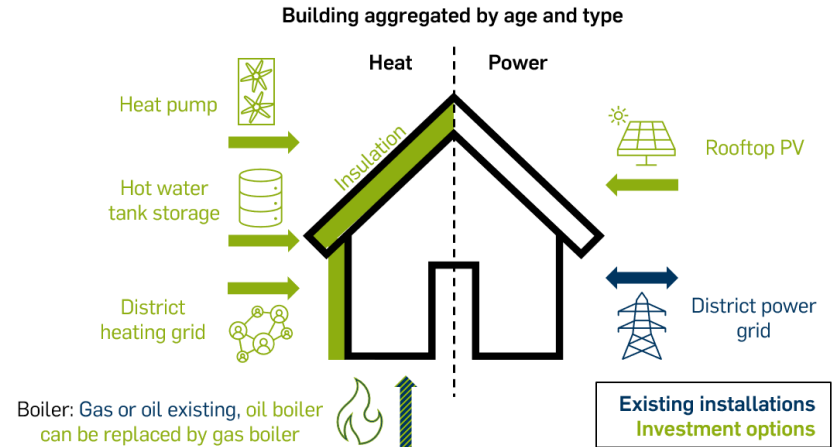 Building aggregated by age and type
Heat
Power
Heat pump
Insulation
Rooftop PV
Hot water
tank storage
District
heating grid
District power
grid
Boiler: Gas or oil existing, oil boiler
can be replaced by gas boiler
Existing installations
Investment options